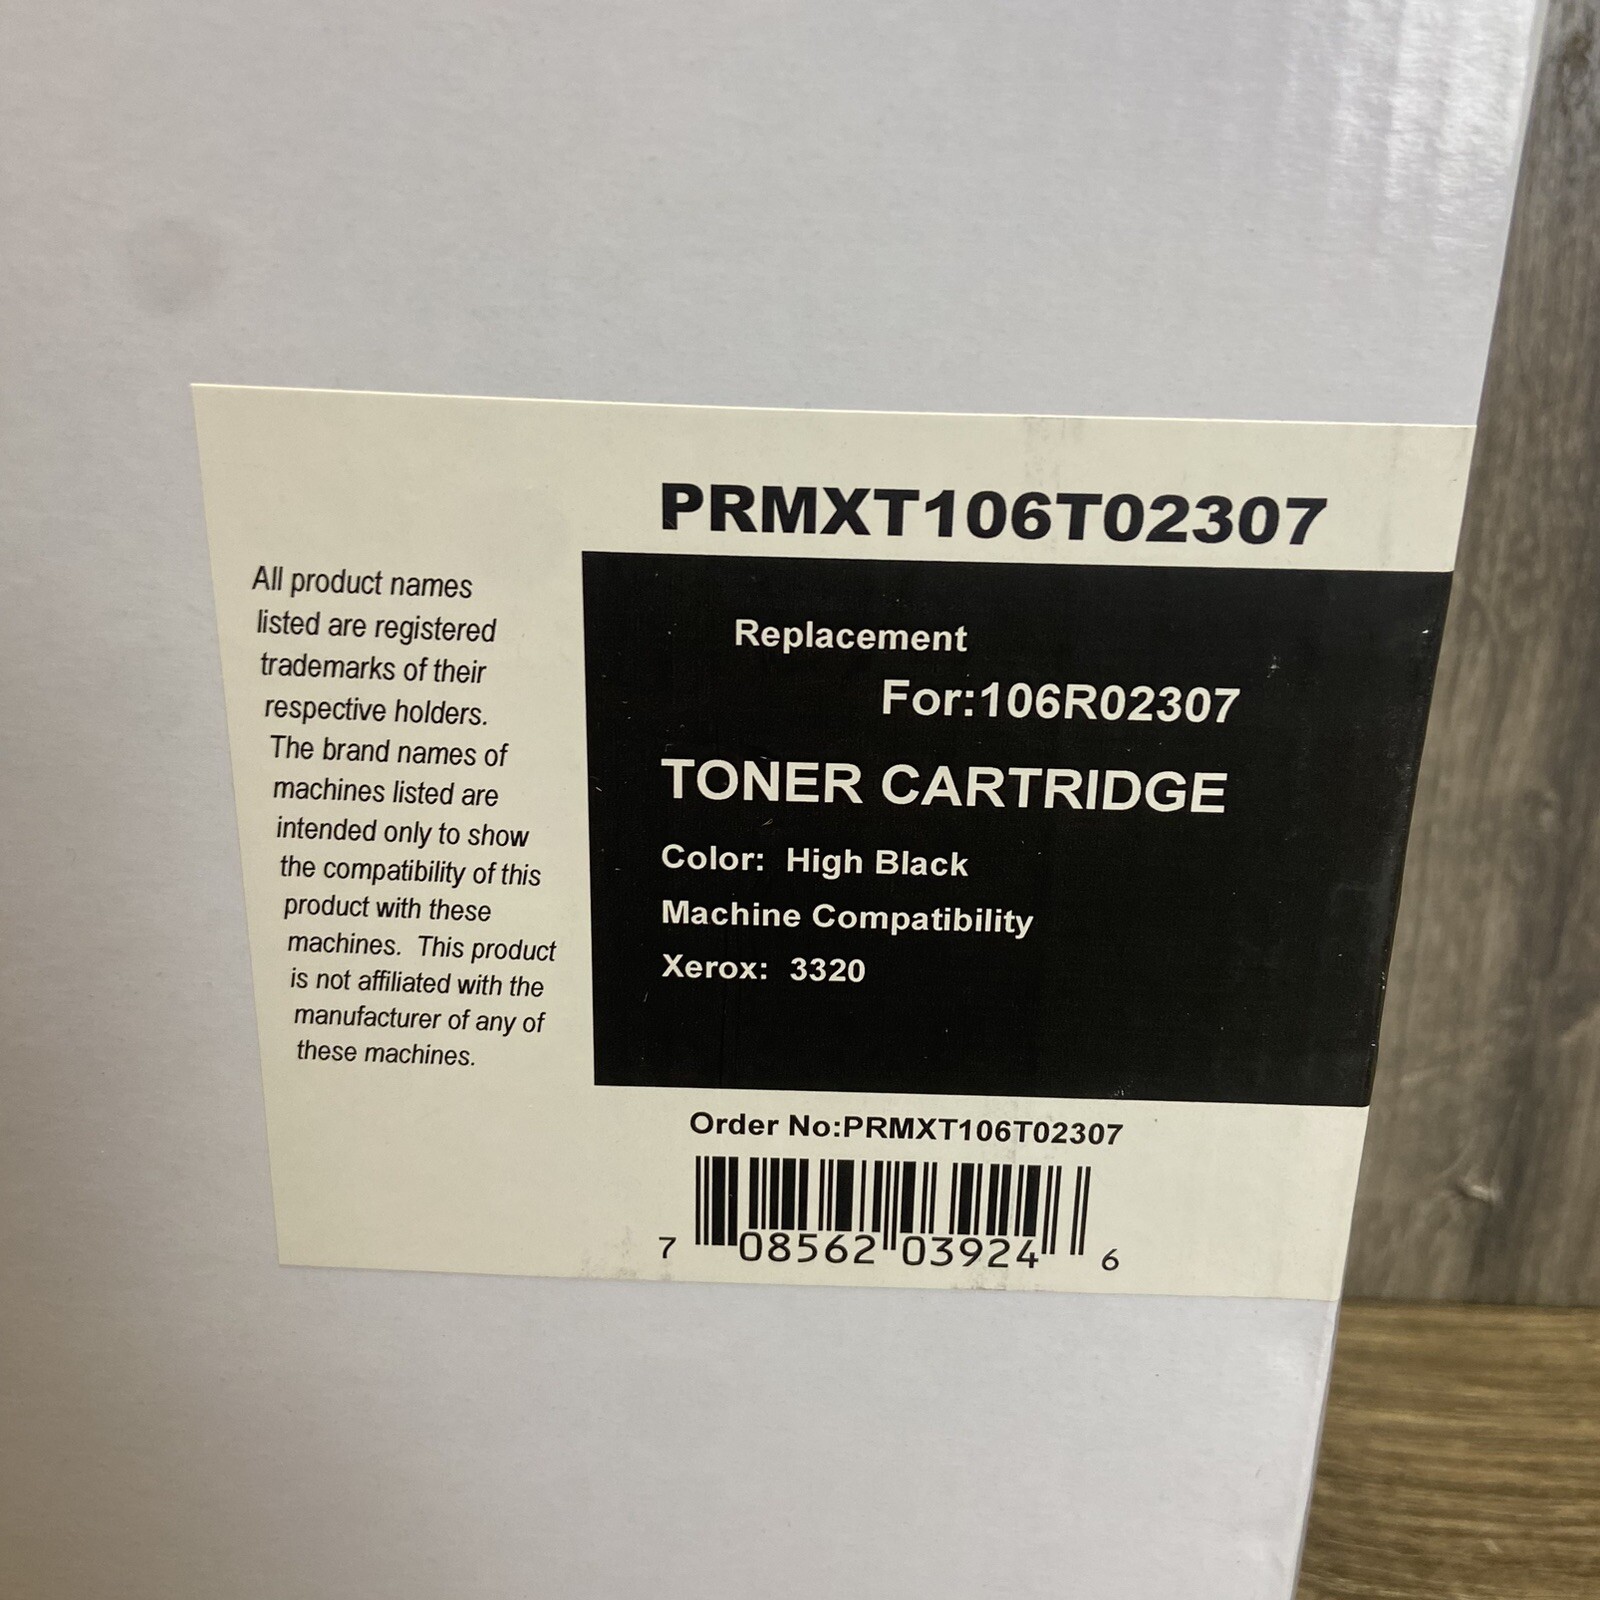 PRMXT106T02307
All product names
listed are registered
trademarks of their
respective holders.
The brand names of
machines listed are
intended only to show
the compatibility of this
product with these
machines.  This product
is not affiliated with the
manufacturer of any of
these machines.
Replacement
For:106R02307
TONER CARTRIDGE
Color:  High Black
Machine Compatibility
Xerox:  3320
Order No:PRMXT106T02307
7 08562 03924 6